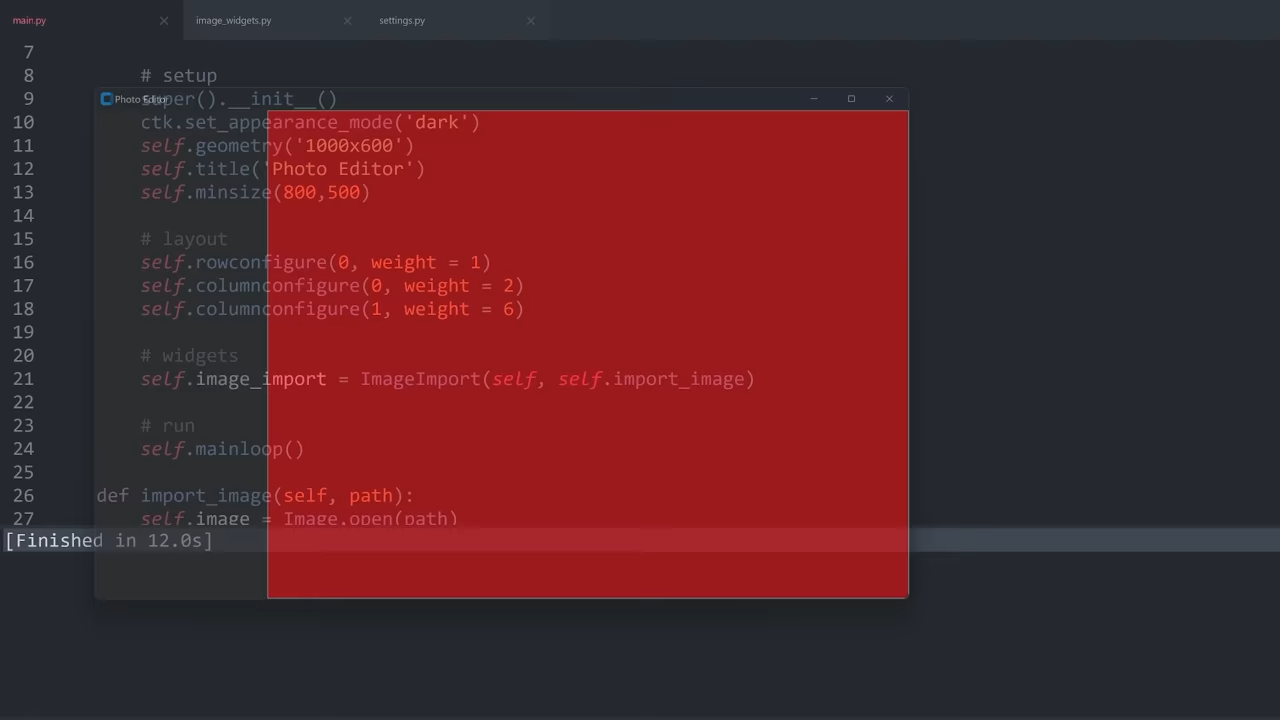 main.py
image_widgets.py
settings.py
7
8 # setup
9 super().__init__()
Photo Editor
10 ctk.set_appearance_mode('dark')
11 self.geometry('1000x600')
12 self.title('Photo Editor')
13 self.minsize(800,500)
14
15 # layout
16 self.rowconfigure(0, weight = 1)
17 self.columnconfigure(0, weight = 2)
18 self.columnconfigure(1, weight = 6)
19
20 # widgets
21 self.image_import = ImageImport(self, self.import_image)
22
23 # run
24 self.mainloop()
25
26 def import_image(self, path):
27 self.image = Image.open(path)
[Finished in 12.0s]